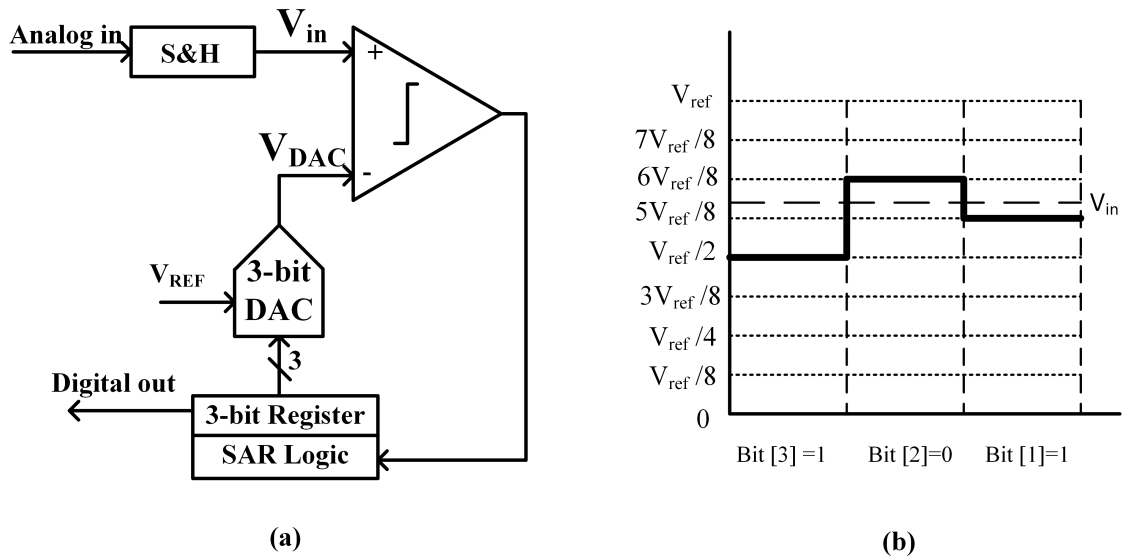 Analog in
S&H
Vin
+
VDAC
-
VREF
3-bit
DAC
3
Digital out
3-bit Register
SAR Logic
(a)
Vref
7Vref /8
6Vref /8
5Vref /8
Vref /2
3Vref /8
Vref /4
Vref /8
0
Vin
Bit [3] =1 Bit [2]=0 Bit [1]=1
(b)